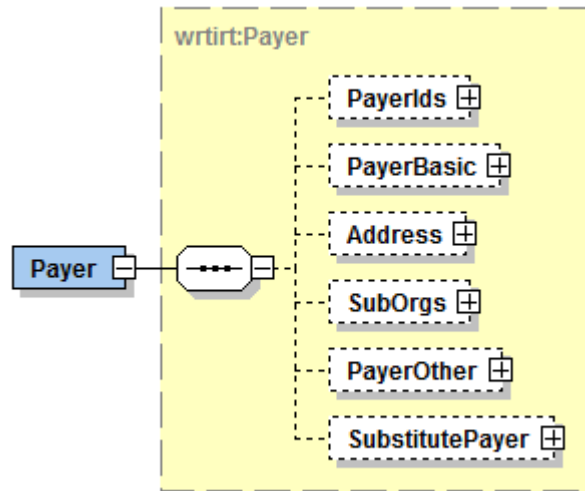 wrtirt:Payer
PayerIds
PayerBasic
Address
Payer
SubOrgs
PayerOther
SubstitutePayer